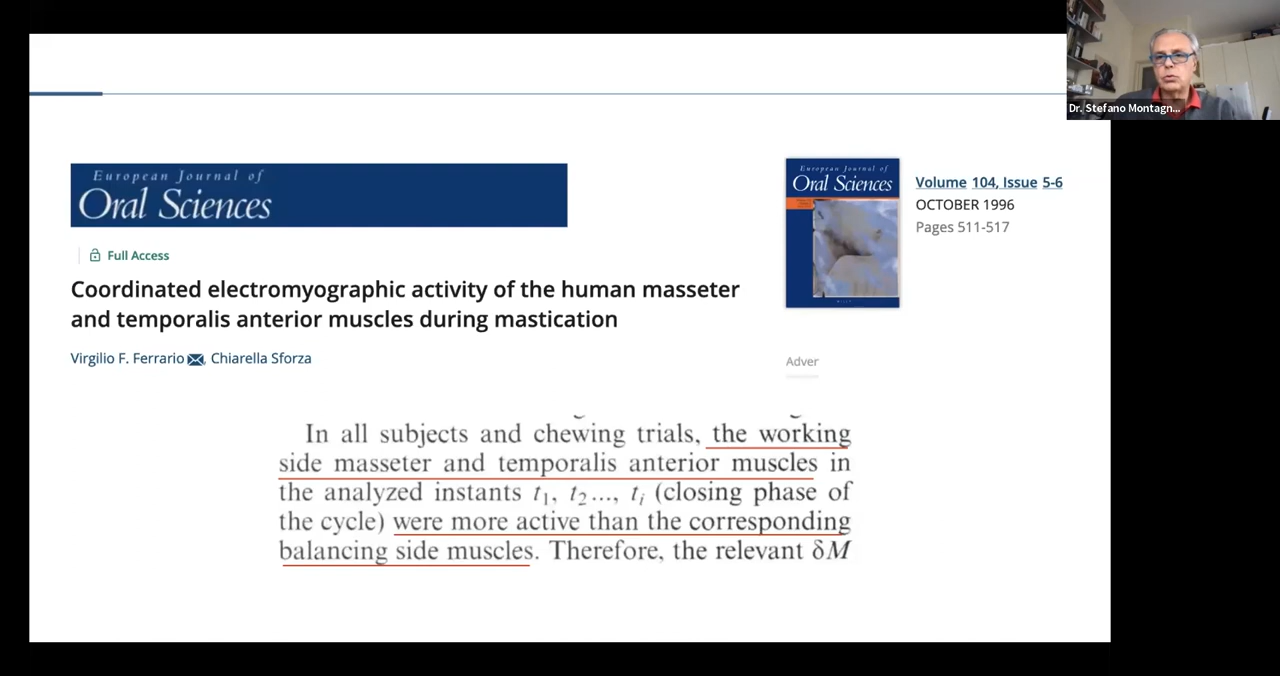 Dr. Stefano Montagn...
European Journal of
Oral Sciences
European Journal of
Oral Sciences
Volume 104, Issue 5-6
OCTOBER 1996
Pages 511-517
Full Access
Coordinated electromyographic activity of the human masseter
and temporalis anterior muscles during mastication
Virgilio F. Ferrario, Chiarella Sforza
Adver
In all subjects and chewing trials, the working
side masseter and temporalis anterior muscles in
the analyzed instants t1, t2..., ti (closing phase of
the cycle) were more active than the corresponding
balancing side muscles. Therefore, the relevant δM